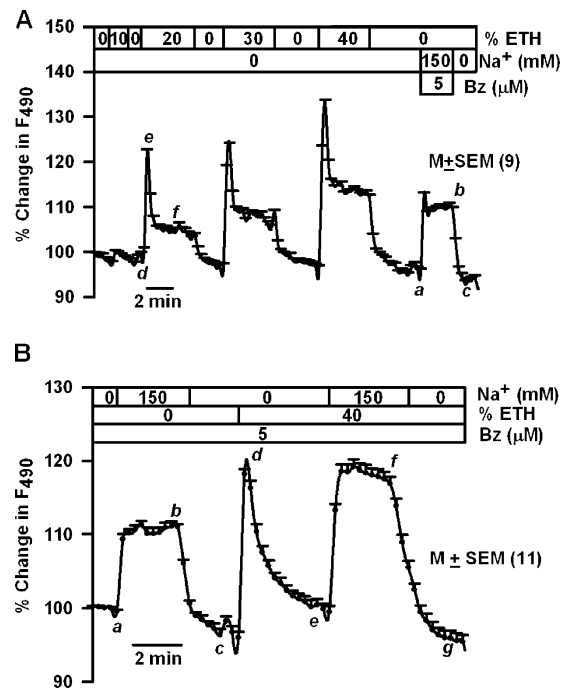 A
150
0 10 0 20 0 30 0 40 0 % ETH
0 150 0 Na⁺ (mM)
5 Bz (µM)
140
130
120
110
100
90
% Change in F490
e
f
d
M±SEM (9)
b
a
c
2 min
B
130
0 150 0 150 0 Na⁺ (mM)
0 40 % ETH
5 Bz (µM)
120
110
100
90
% Change in F490
d
f
b
M ± SEM (11)
a
c
e
g
2 min